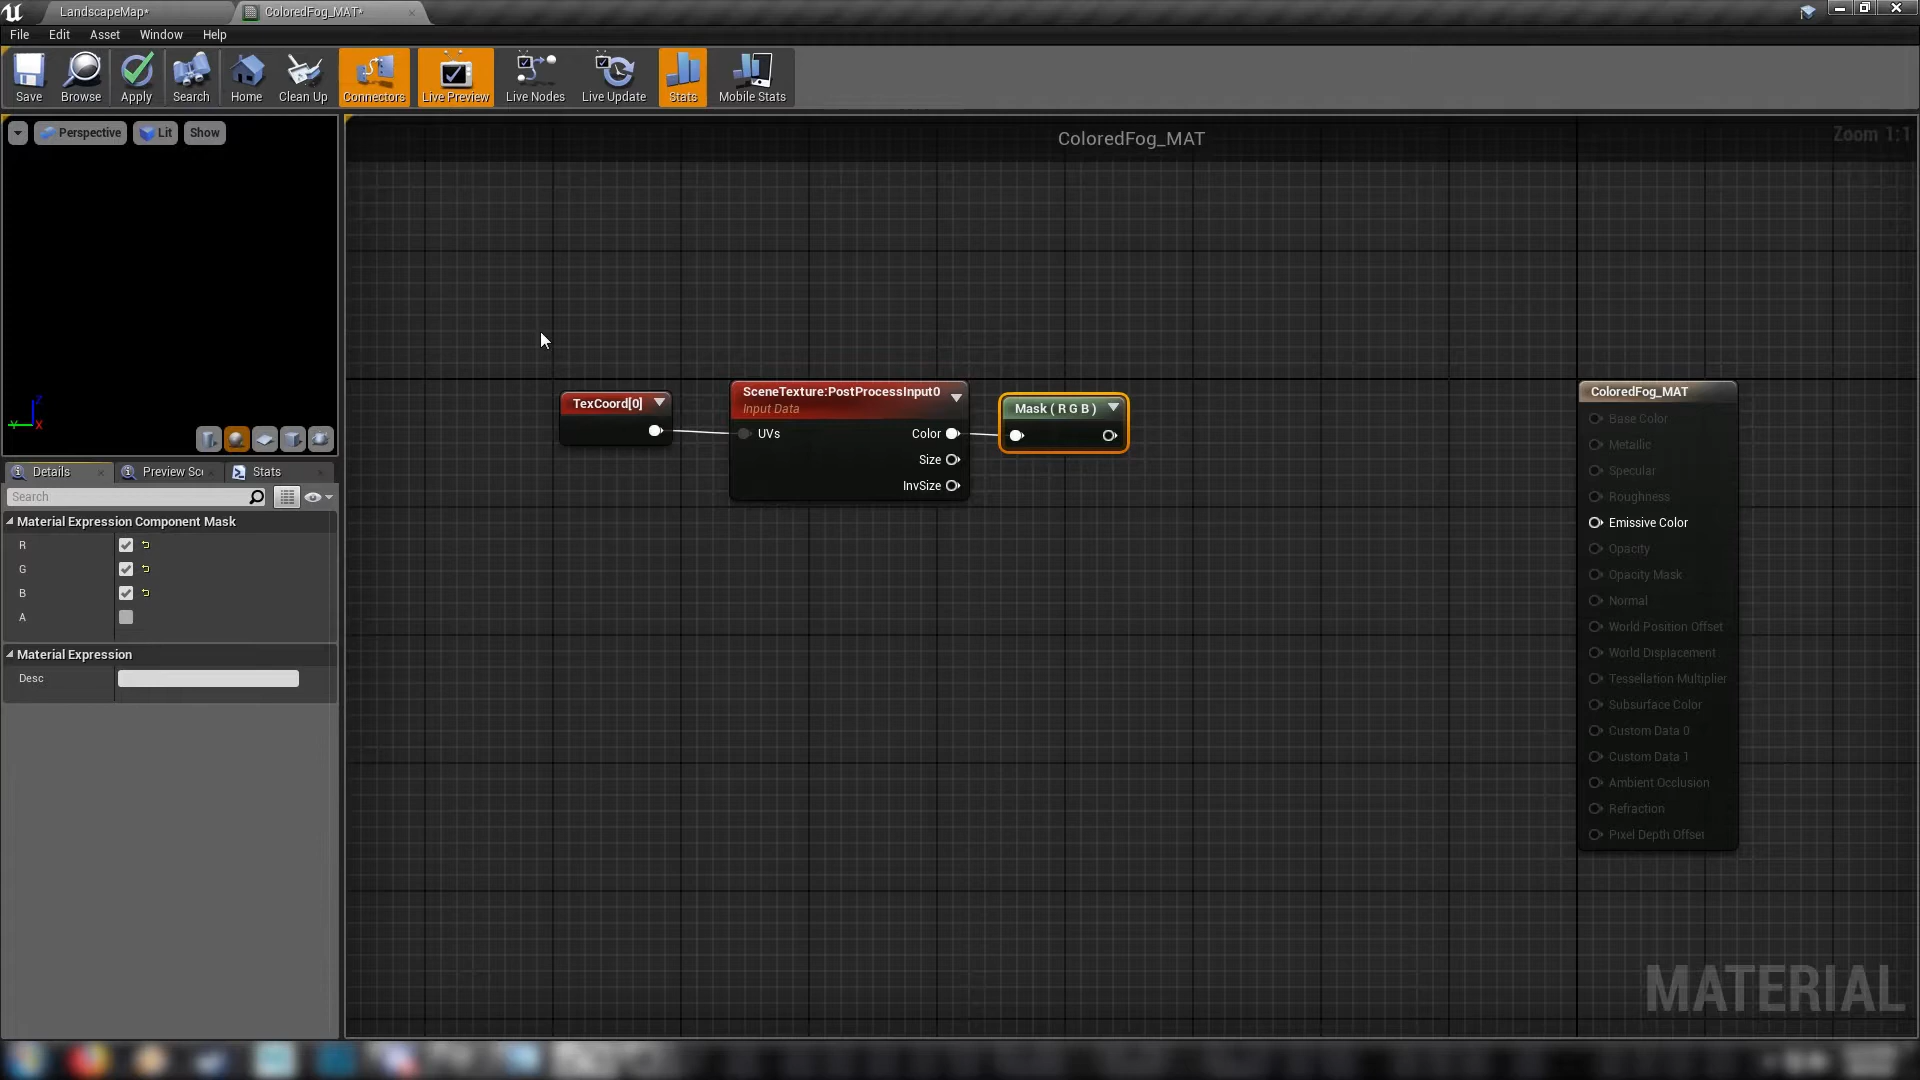 LandscapeMap*
ColoredFog_MAT*
File Edit Asset Window Help
Save Browse Apply Search Home Clean Up Connectors Live Preview Live Nodes Live Update Stats Mobile Stats
Perspective Lit Show
ColoredFog_MAT
Zoom 1:1
Z
Y X
TexCoord[0]
SceneTexture:PostProcessInput0
Input Data
UVs
Color
Size
InvSize
Mask ( R G B )
ColoredFog_MAT
Base Color
Metallic
Specular
Roughness
Emissive Color
Opacity
Opacity Mask
Normal
World Position Offset
World Displacement
Tessellation Multiplier
Subsurface Color
Custom Data 0
Custom Data 1
Ambient Occlusion
Refraction
Pixel Depth Offset
Details Preview Sc Stats
Search
Material Expression Component Mask
R
G
B
A
Material Expression
Desc
MATERIAL